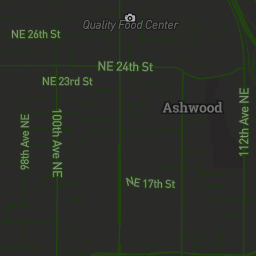 Quality Food Center
NE 26th St
NE 24th St
NE 23rd St
Ashwood
98th Ave NE
100th Ave NE
112th Ave NE
NE 17th St